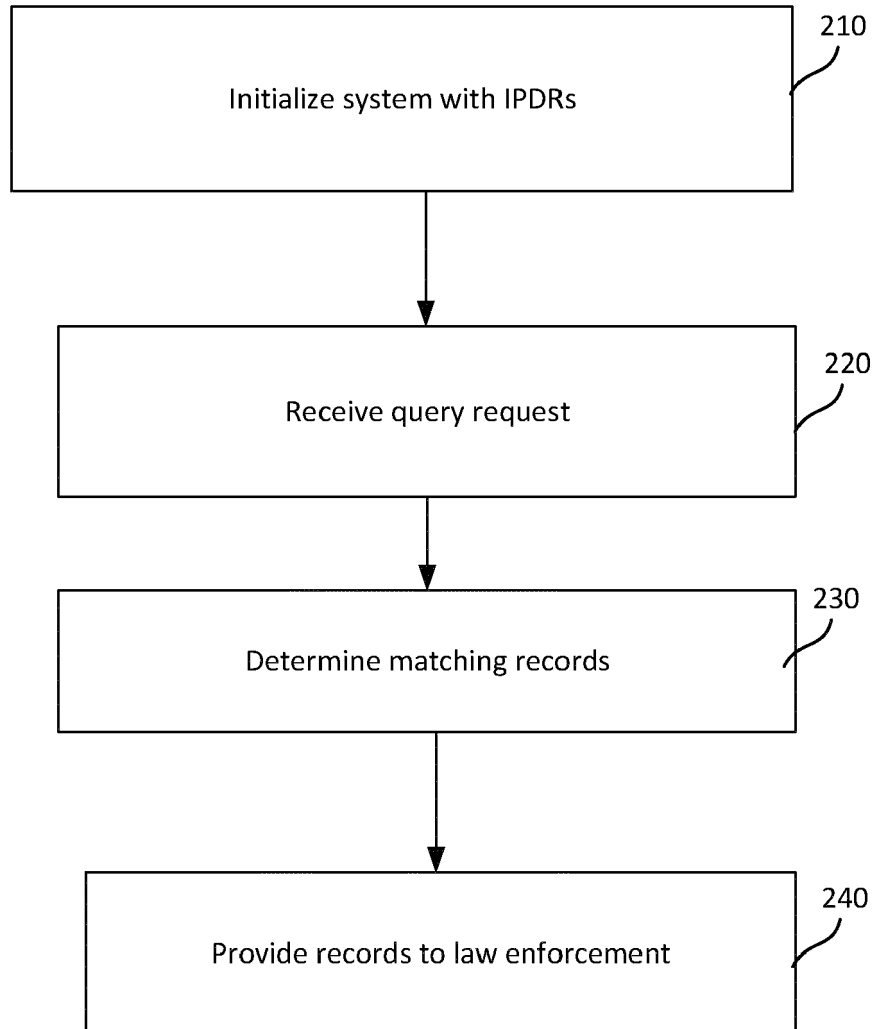 210
Initialize system with IPDRs
220
Receive query request
230
Determine matching records
240
Provide records to law enforcement